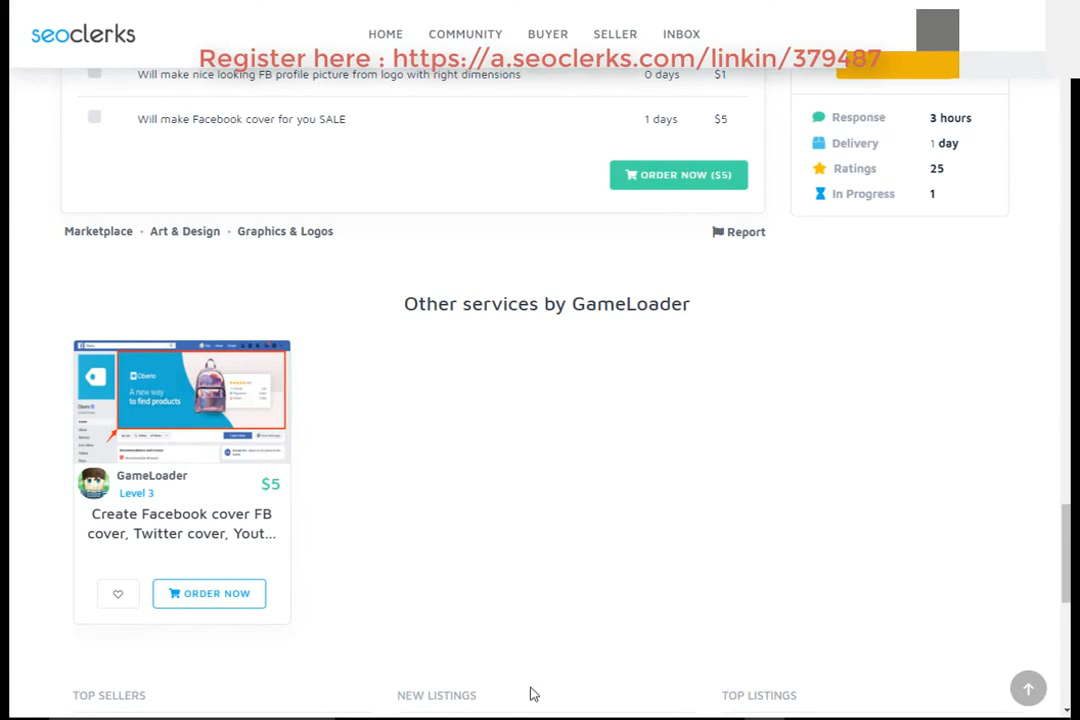 seoclerks
HOME COMMUNITY BUYER SELLER INBOX
Register here : https://a.seoclerks.com/linkin/379487
Will make nice looking FB profile picture from logo with right dimensions 0 days $1
Will make Facebook cover for you SALE 1 days $5
ORDER NOW ($5)
Response 3 hours
Delivery 1 day
Ratings 25
In Progress 1
Marketplace · Art & Design · Graphics & Logos
Report
Other services by GameLoader
Oberlo
A new way
to find products
GameLoader
Level 3
$5
Create Facebook cover FB
cover, Twitter cover, Yout...
ORDER NOW
TOP SELLERS NEW LISTINGS TOP LISTINGS